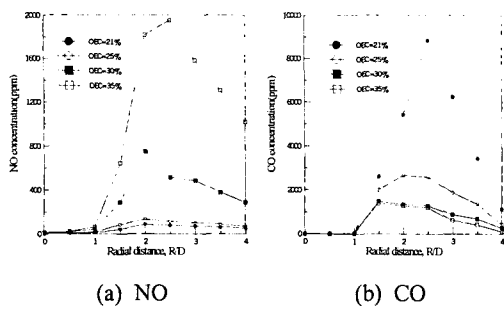 2000
1600
1200
800
400
0
NO concentration(ppm)
OEC=21%
OEC=25%
OEC=30%
OEC=35%
0 1 2 3 4
Radial distance, R/D
(a) NO
10000
8000
6000
4000
2000
0
CO concentration(ppm)
OEC=21%
OEC=25%
OEC=30%
OEC=35%
0 1 2 3 4
Radial distance, R/D
(b) CO